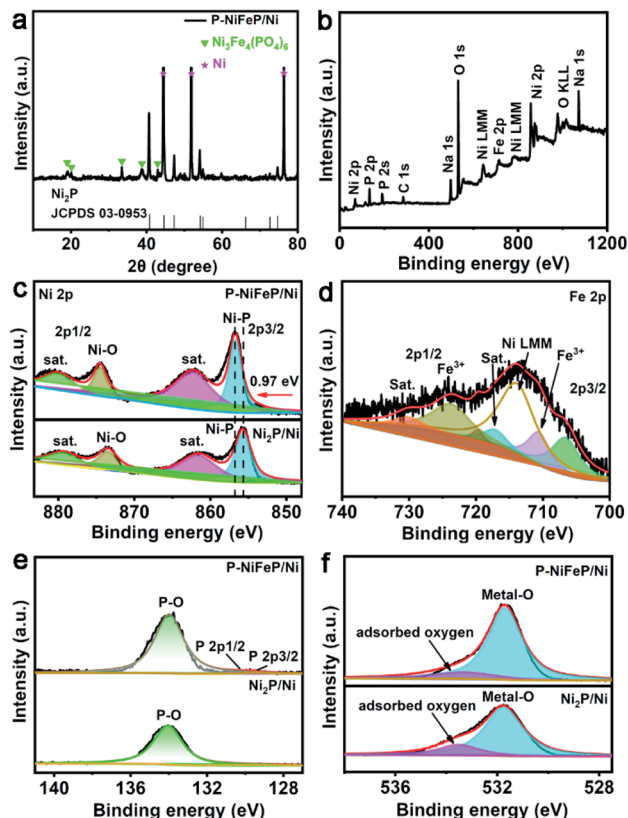 a
P-NiFeP/Ni
Ni₃Fe₄(PO₄)₆
Ni
Intensity (a.u.)
Ni₂P
JCPDS 03-0953
20 40 60 80
2θ (degree)
b
Intensity (a.u.)
Ni 2p
P 2p
P 2s
C 1s
Na 1s
O 1s
Ni LMM
Fe 2p
Ni LMM
Ni 2p
O KLL
Na 1s
0 400 800 1200
Binding energy (eV)
c
Ni 2p
P-NiFeP/Ni
Ni-P
2p1/2
2p3/2
Ni-O
sat.
sat.
0.97 eV
Ni-P
Ni₂P/Ni
Ni-O
sat.
sat.
Intensity (a.u.)
880 870 860 850
Binding energy (eV)
d
Fe 2p
Ni LMM
2p1/2
Sat.
Fe³⁺
Fe³⁺
2p3/2
Sat.
Intensity (a.u.)
740 730 720 710 700
Binding energy (eV)
e
P-NiFeP/Ni
P-O
P 2p1/2
P 2p3/2
Ni₂P/Ni
P-O
Intensity (a.u.)
140 136 132 128
Binding energy (eV)
f
P-NiFeP/Ni
Metal-O
adsorbed oxygen
Ni₂P/Ni
Metal-O
adsorbed oxygen
Intensity (a.u.)
536 532 528
Binding energy (eV)